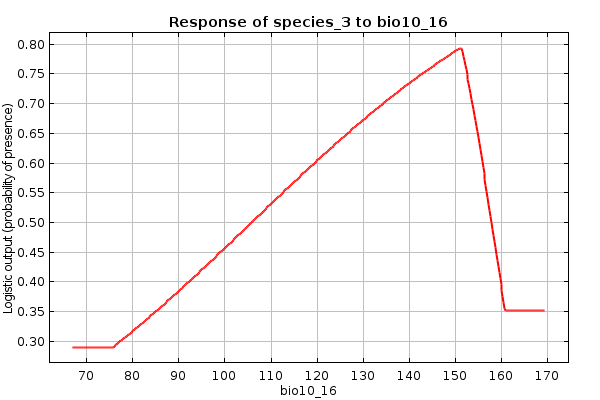 Response of species_3 to bio10_16
Logistic output (probability of presence)
0.80
0.75
0.70
0.65
0.60
0.55
0.50
0.45
0.40
0.35
0.30
70 80 90 100 110 120 130 140 150 160 170
bio10_16